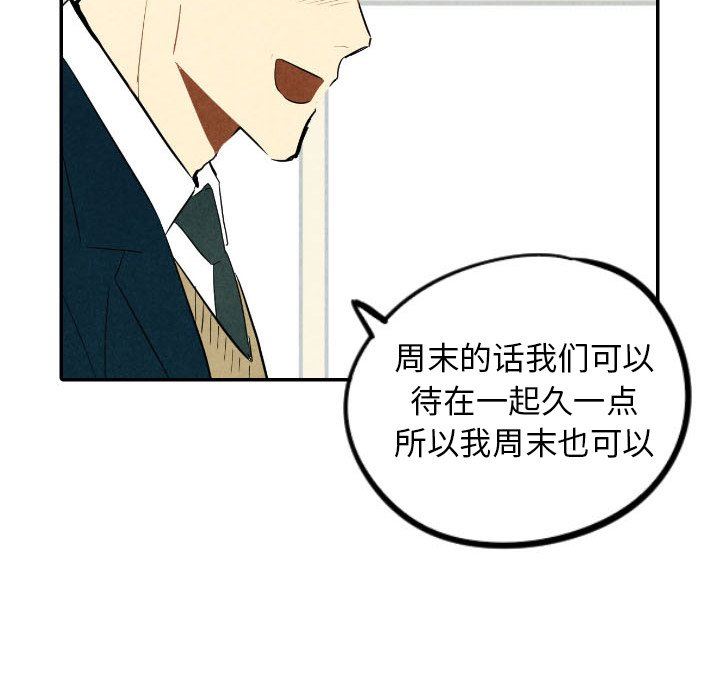 周末的话我们可以
待在一起久一点
所以我周末也可以